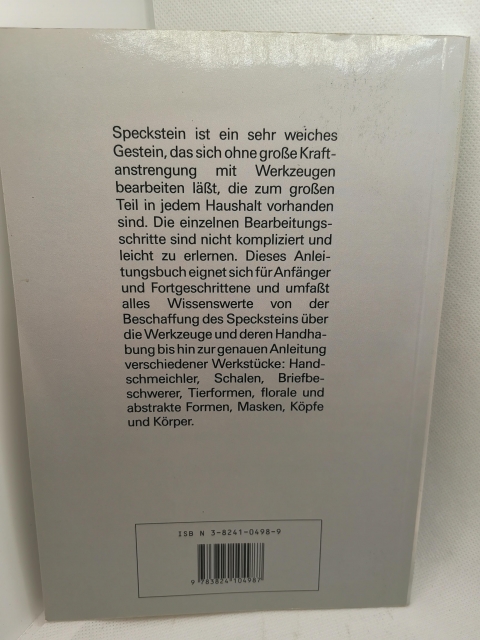 Speckstein ist ein sehr weiches
Gestein, das sich ohne große Kraft-
anstrengung mit Werkzeugen
bearbeiten läßt, die zum großen
Teil in jedem Haushalt vorhanden
sind. Die einzelnen Bearbeitungs-
schritte sind nicht kompliziert und
leicht zu erlernen. Dieses Anlei-
tungsbuch eignet sich für Anfänger
und Fortgeschrittene und umfaßt
alles Wissenswerte von der
Beschaffung des Specksteins über
die Werkzeuge und deren Handha-
bung bis hin zur genauen Anleitung
verschiedener Werkstücke: Hand-
schmeichler, Schalen, Briefbe-
schwerer, Tierformen, florale und
abstrakte Formen, Masken, Köpfe
und Körper.
ISB N 3-8241-0498-9
9 783824 104987